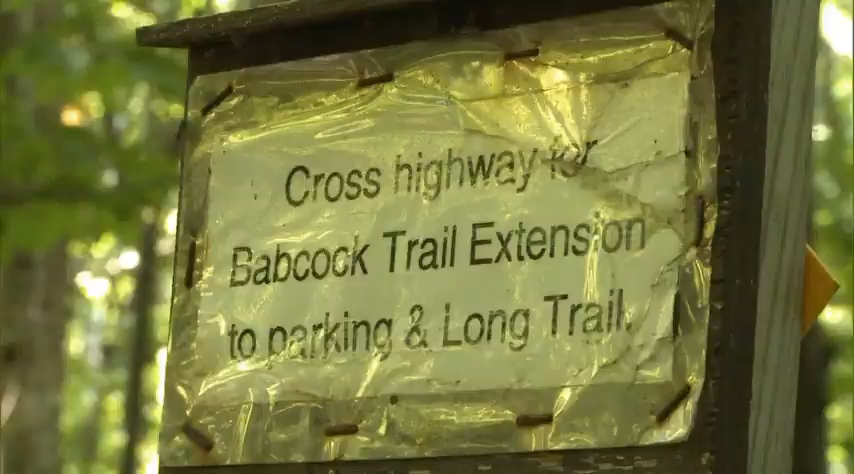 Cross highway for
Babcock Trail Extension
to parking & Long Trail.